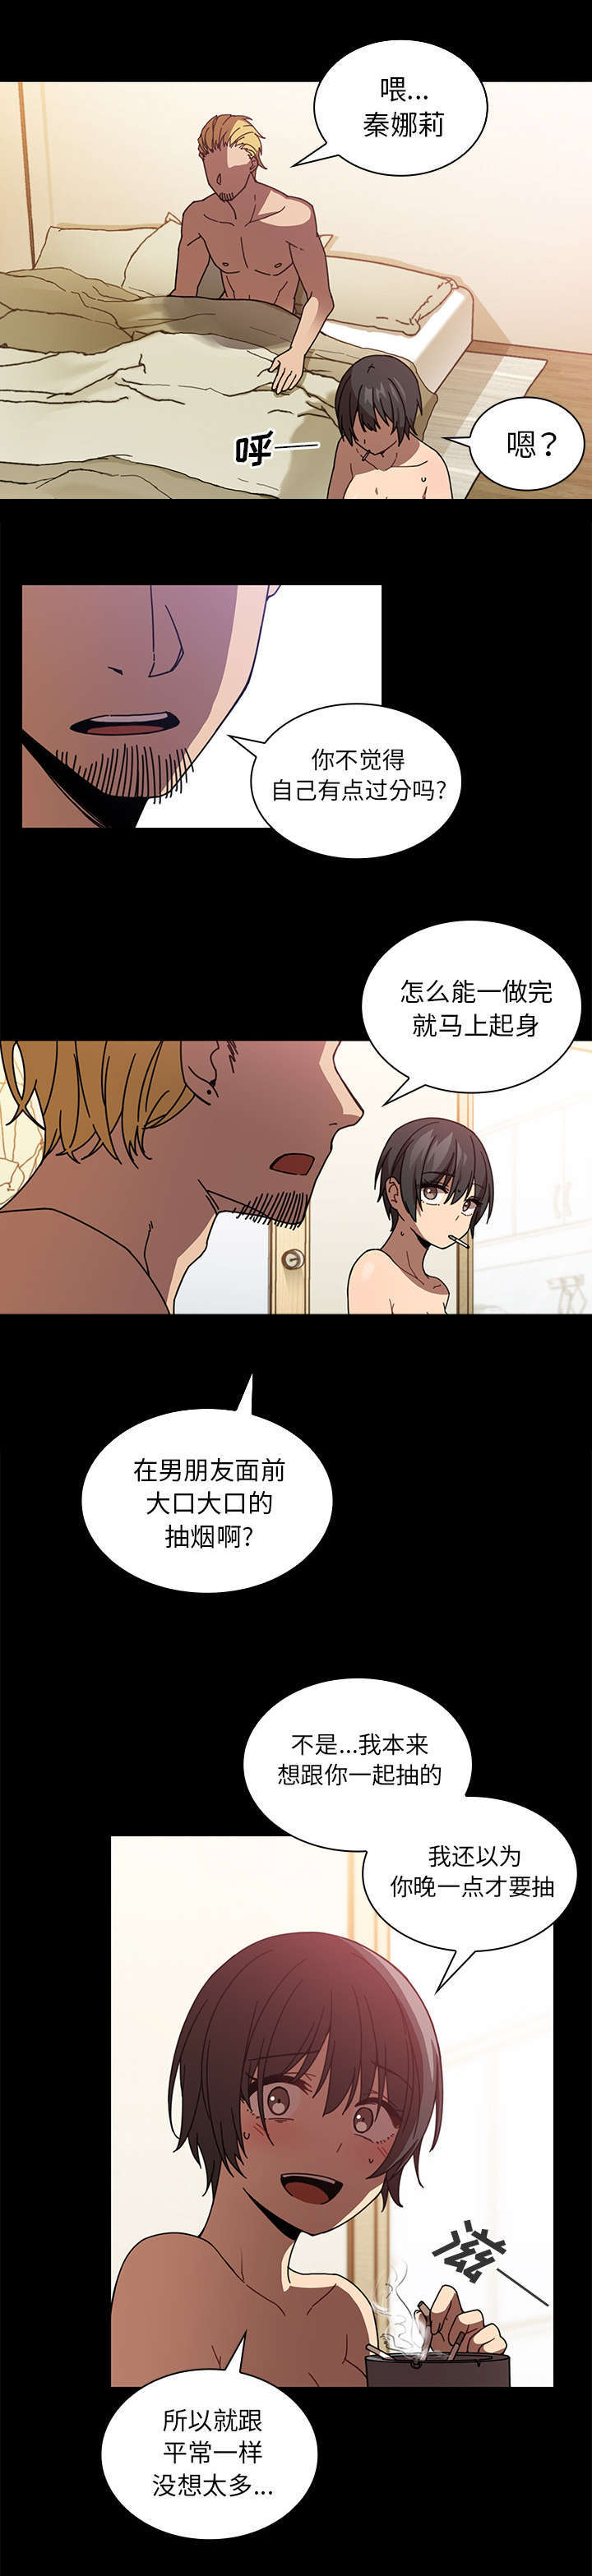 喂...
秦娜莉
呼—
嗯？
你不觉得
自己有点过分吗?
怎么能一做完
就马上起身
在男朋友面前
大口大口的
抽烟啊?
不是...我本来
想跟你一起抽的
我还以为
你晚一点才要抽
滋—
所以就跟
平常一样
没想太多...